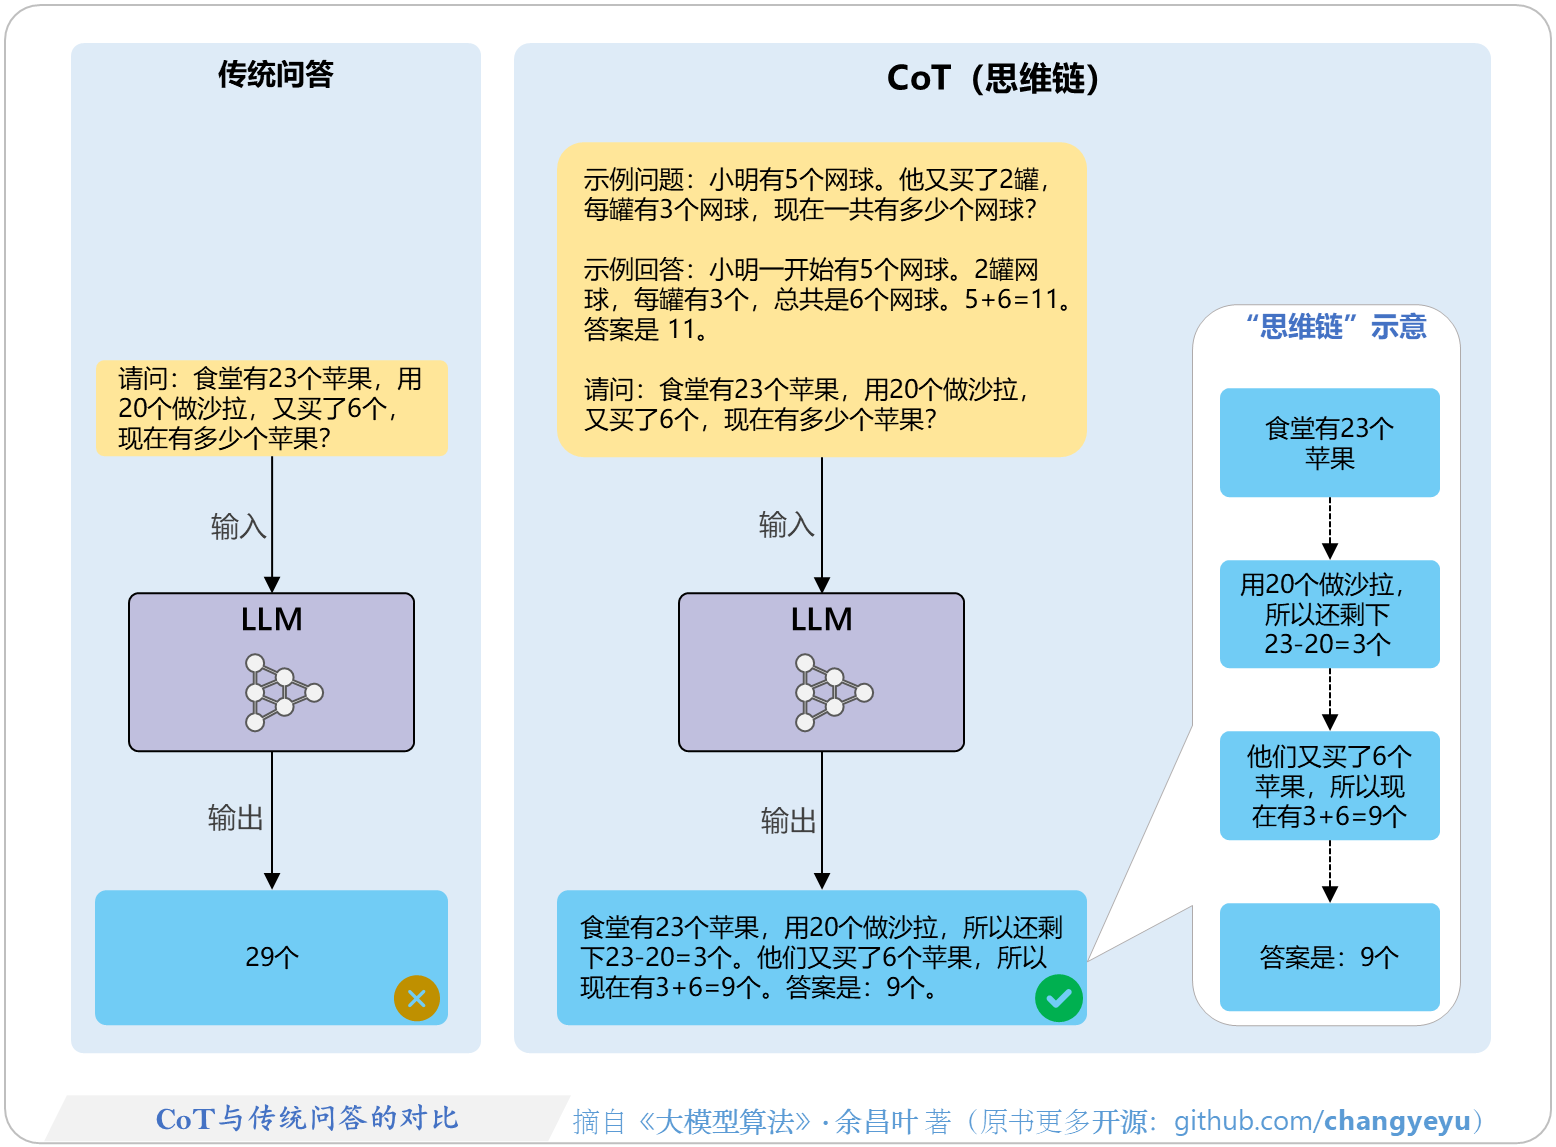 传统问答
请问：食堂有23个苹果，用
20个做沙拉，又买了6个，
现在有多少个苹果？
输入
LLM
输出
29个
CoT（思维链）
示例问题：小明有5个网球。他又买了2罐，
每罐有3个网球，现在一共有多少个网球？
示例回答：小明一开始有5个网球。2罐网
球，每罐有3个，总共是6个网球。5+6=11。
答案是 11。
请问：食堂有23个苹果，用20个做沙拉，
又买了6个，现在有多少个苹果？
输入
LLM
输出
食堂有23个苹果，用20个做沙拉，所以还剩
下23-20=3个。他们又买了6个苹果，所以
现在有3+6=9个。答案是：9个。
“思维链”示意
食堂有23个
苹果
用20个做沙拉，
所以还剩下
23-20=3个
他们又买了6个
苹果，所以现
在有3+6=9个
答案是：9个
CoT与传统问答的对比
摘自《大模型算法》· 余昌叶 著（原书更多开源：github.com/changyeyu）